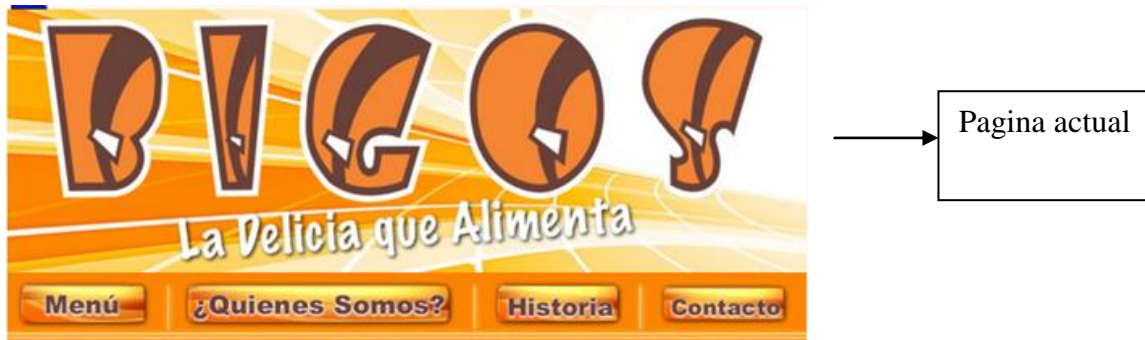 BIGOS
La Delicia que Alimenta
Menú ¿Quienes Somos? Historia Contacto
Pagina actual